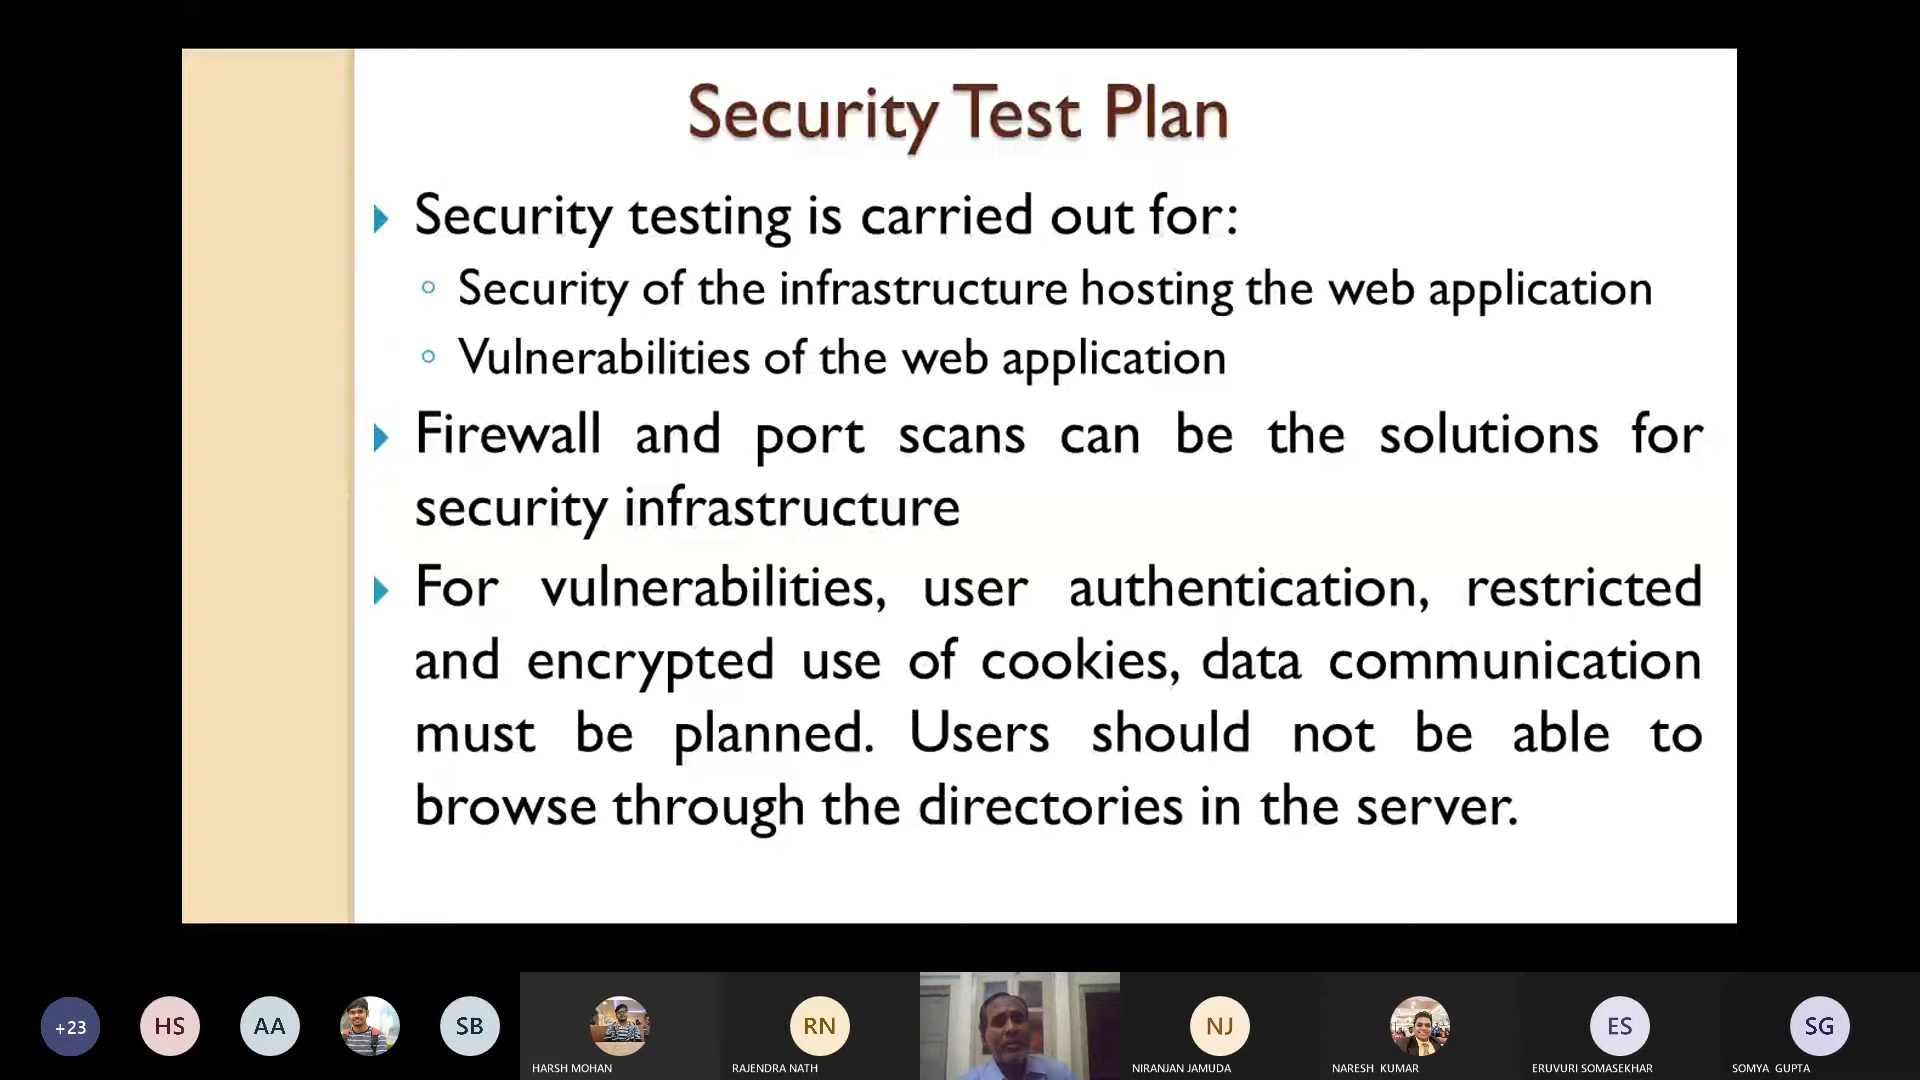 Security Test Plan
Security testing is carried out for:
Security of the infrastructure hosting the web application
Vulnerabilities of the web application
Firewall and port scans can be the solutions for
security infrastructure
For vulnerabilities, user authentication, restricted
and encrypted use of cookies, data communication
must be planned. Users should not be able to
browse through the directories in the server.
+23
HS
AA
SB
RN
NJ
ES
SG
HARSH MOHAN
RAJENDRA NATH
NIRANJAN JAMUDA
NARESH KUMAR
ERUVURI SOMASEKHAR
SOMYA GUPTA